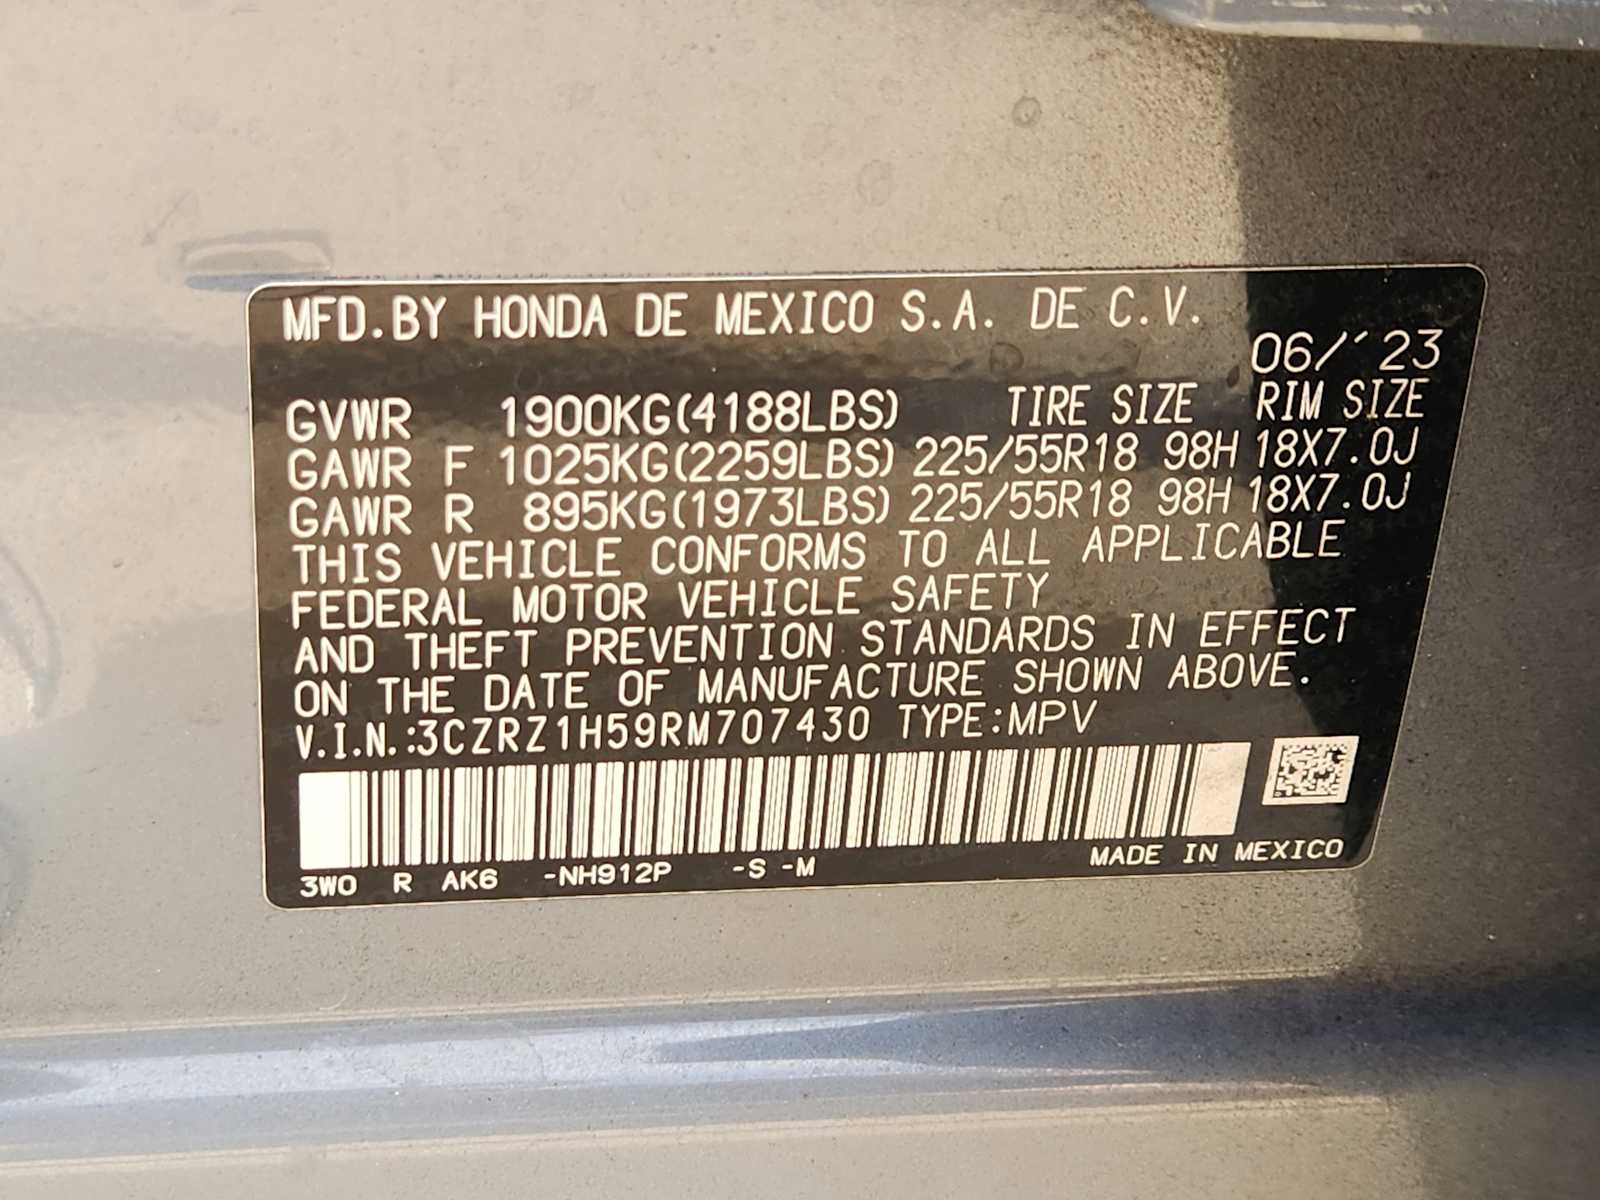 MFD.BY HONDA DE MEXICO S.A. DE C.V.
06/´23
GVWR 1900KG(4188LBS) TIRE SIZE RIM SIZE
GAWR F 1025KG(2259LBS) 225/55R18 98H 18X7.0J
GAWR R 895KG(1973LBS) 225/55R18 98H 18X7.0J
THIS VEHICLE CONFORMS TO ALL APPLICABLE
FEDERAL MOTOR VEHICLE SAFETY
AND THEFT PREVENTION STANDARDS IN EFFECT
ON THE DATE OF MANUFACTURE SHOWN ABOVE.
V.I.N.:3CZRZ1H59RM707430 TYPE:MPV
3W0 R AK6 -NH912P -S -M MADE IN MEXICO